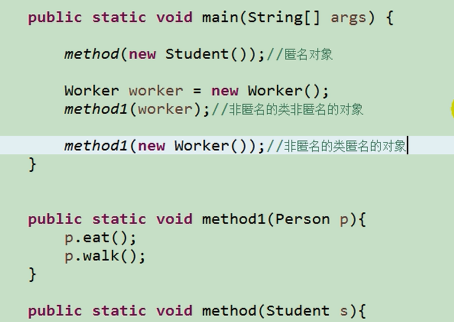 public static void main(String[] args) {
method(new Student());//匿名对象
Worker worker = new Worker();
method1(worker);//非匿名的类非匿名的对象
method1(new Worker());//非匿名的类匿名的对象
}
public static void method1(Person p){
p.eat();
p.walk();
}
public static void method(Student s){